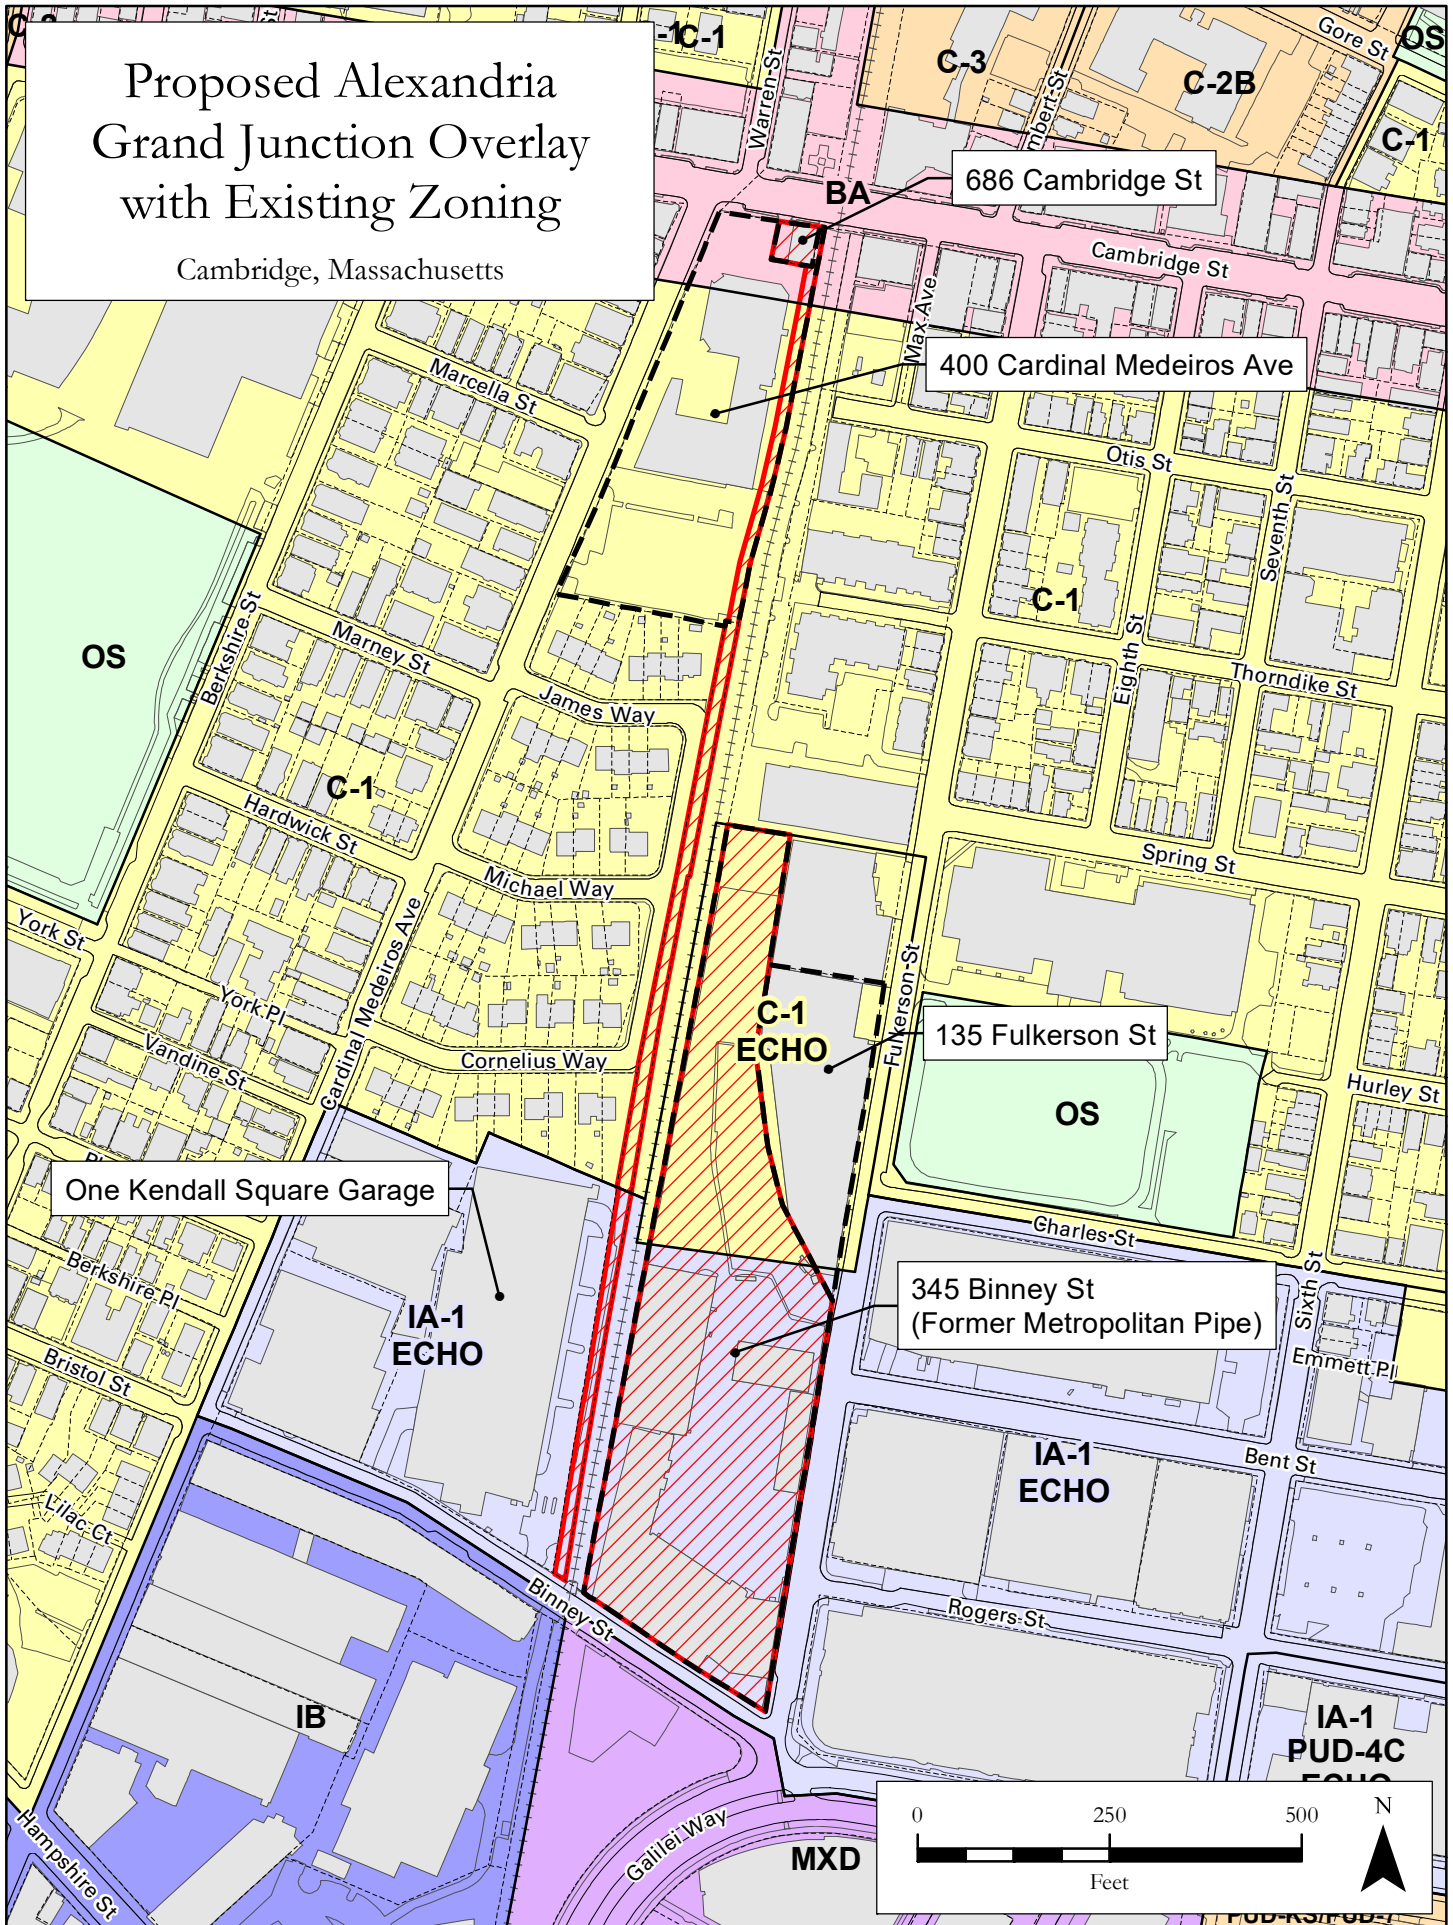 Proposed Alexandria
Grand Junction Overlay
with Existing Zoning
Cambridge, Massachusetts
C-1
Warren St
C-3
C-2B
Gore St
OS
C-1
BA
686 Cambridge St
Cambridge St
Max Ave
400 Cardinal Medeiros Ave
Marcella St
Otis St
Seventh St
C-1
Eighth St
Thorndike St
OS
Berkshire St
Marney St
James Way
C-1
Hardwick St
Michael Way
Spring St
York St
Cardinal Medeiros Ave
York Pl
Vandine St
Cornelius Way
C-1
ECHO
Fulkerson St
135 Fulkerson St
OS
Hurley St
One Kendall Square Garage
Charles St
Berkshire Pl
IA-1
ECHO
345 Binney St
(Former Metropolitan Pipe)
Sixth St
Emmett Pl
Bristol St
IA-1
ECHO
Bent St
Lilac Ct
Binney St
Rogers St
IB
IA-1
PUD-4C
ECHO
Hampshire St
Galilei Way
MXD
0 250 500
Feet
N
PUD-KS/PUD-7